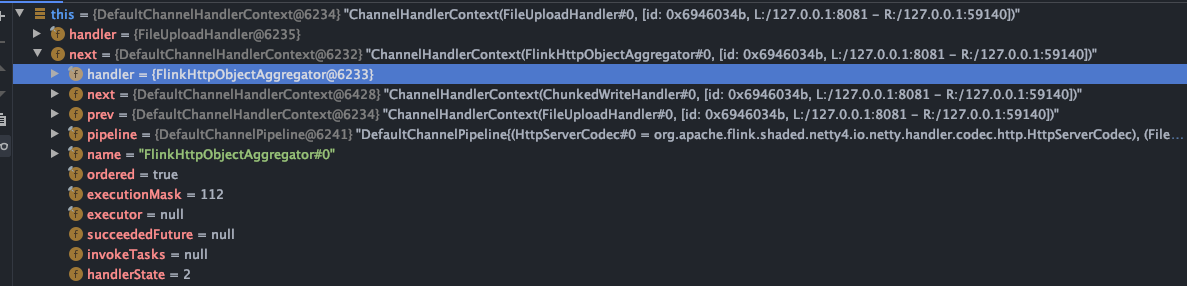 this = {DefaultChannelHandlerContext@6234} "ChannelHandlerContext(FileUploadHandler#0, [id: 0x6946034b, L:/127.0.0.1:8081 - R:/127.0.0.1:59140])"
f handler = {FileUploadHandler@6235}
f next = {DefaultChannelHandlerContext@6232} "ChannelHandlerContext(FlinkHttpObjectAggregator#0, [id: 0x6946034b, L:/127.0.0.1:8081 - R:/127.0.0.1:59140])"
f handler = {FlinkHttpObjectAggregator@6233}
f next = {DefaultChannelHandlerContext@6428} "ChannelHandlerContext(ChunkedWriteHandler#0, [id: 0x6946034b, L:/127.0.0.1:8081 - R:/127.0.0.1:59140])"
f prev = {DefaultChannelHandlerContext@6234} "ChannelHandlerContext(FileUploadHandler#0, [id: 0x6946034b, L:/127.0.0.1:8081 - R:/127.0.0.1:59140])"
f pipeline = {DefaultChannelPipeline@6241} "DefaultChannelPipeline{(HttpServerCodec#0 = org.apache.flink.shaded.netty4.io.netty.handler.codec.http.HttpServerCodec), (File...
f name = "FlinkHttpObjectAggregator#0"
f ordered = true
f executionMask = 112
f executor = null
f succeededFuture = null
f invokeTasks = null
f handlerState = 2